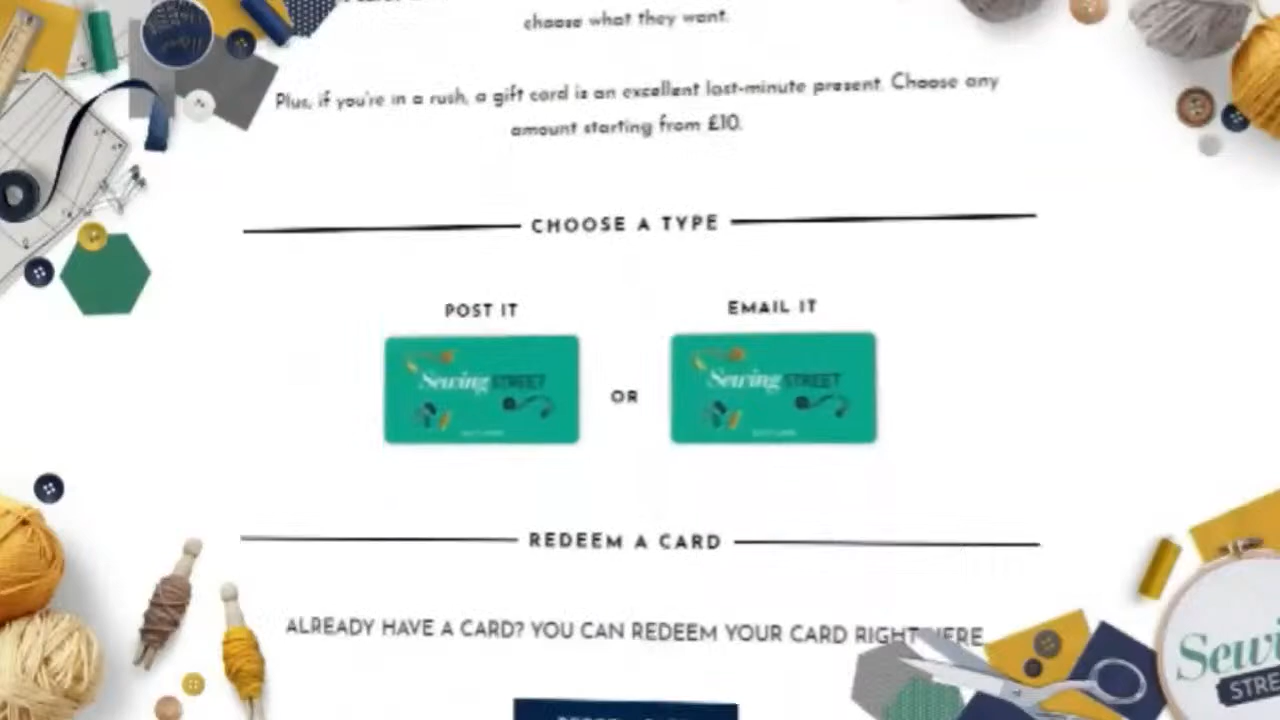 choose what they want.
Plus, if you're in a rush, a gift card is an excellent last-minute present. Choose any
amount starting from £10.
CHOOSE A TYPE
POST IT
EMAIL IT
Sewing STREET
OR
Sewing STREET
REDEEM A CARD
ALREADY HAVE A CARD? YOU CAN REDEEM YOUR CARD RIGHT HERE